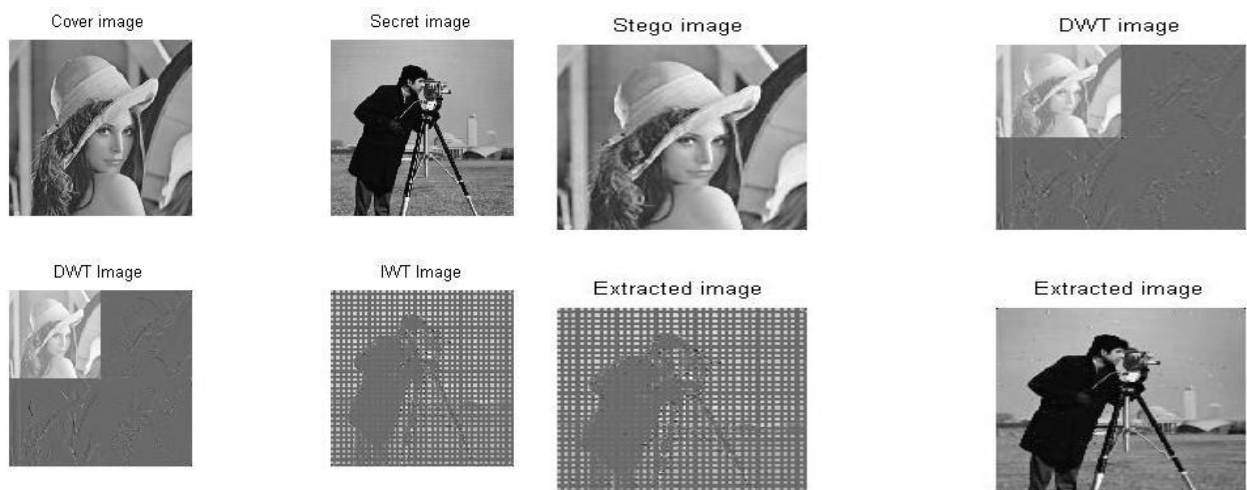 Cover image
Secret image
Stego image
DWT image
DWT Image
IWT Image
Extracted image
Extracted image